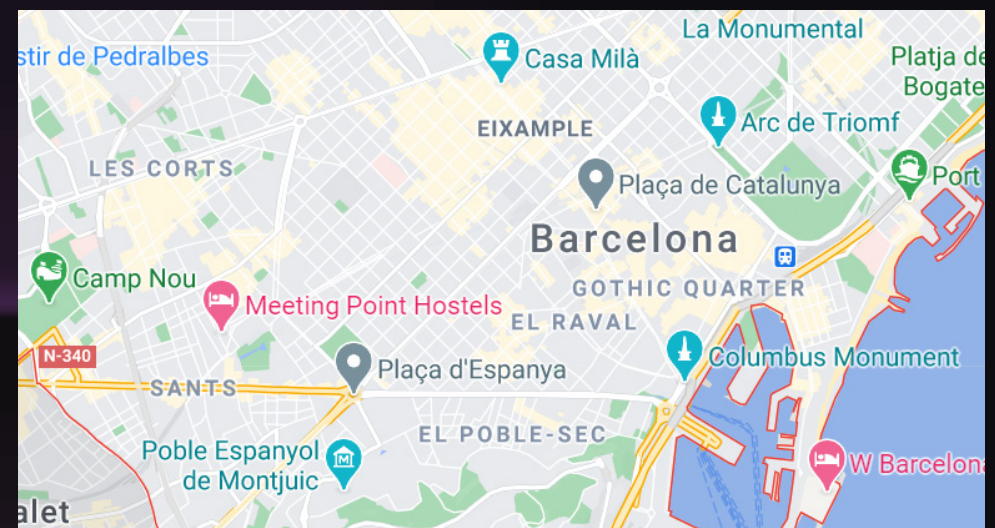 La Monumental
stir de Pedralbes
Casa Milà
Platja de
Bogate
EIXAMPLE
Arc de Triomf
LES CORTS
Plaça de Catalunya
Port
Barcelona
Camp Nou
GOTHIC QUARTER
Meeting Point Hostels
EL RAVAL
N-340
Columbus Monument
Plaça d'Espanya
SANTS
EL POBLE-SEC
Poble Espanyol
de Montjuic
W Barcelona
alet